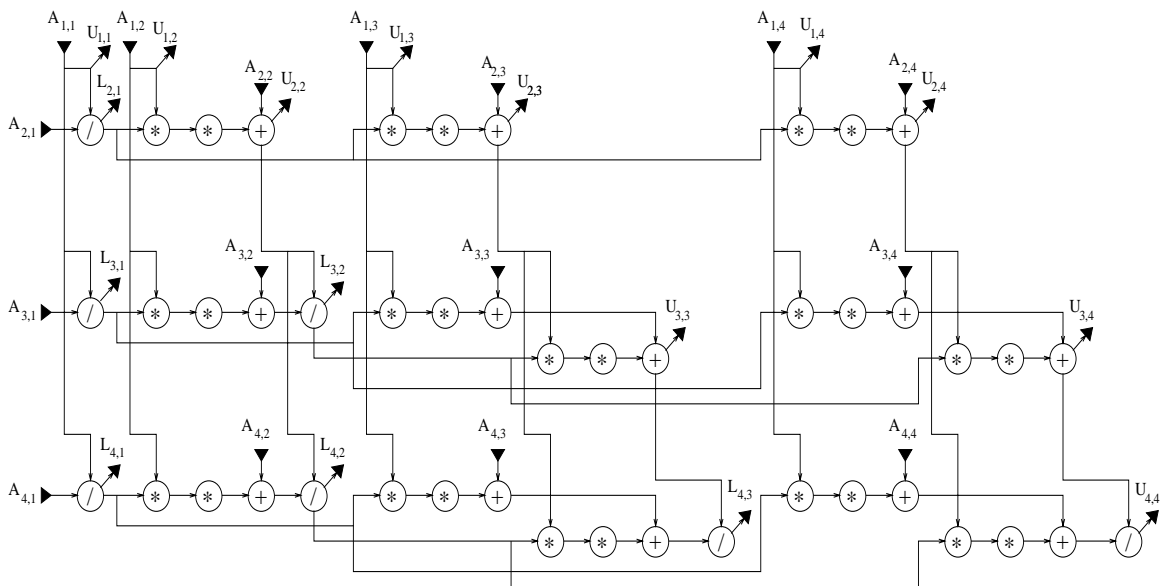 A1,1 A1,2 A1,3 A1,4
U1,1 U1,2 U1,3 U1,4
A2,2 A2,3 A2,4
L2,1 U2,2 U2,3 U2,4
A2,1 / * * + * * + * * +
A3,2 A3,3 A3,4
L3,1 L3,2
A3,1 / * * + / * * + * * +
U3,3 U3,4
* * + * * +
A4,2 A4,3 A4,4
L4,1 L4,2
A4,1 / * * + / * * + * * +
L4,3 U4,4
* * + / * * + /